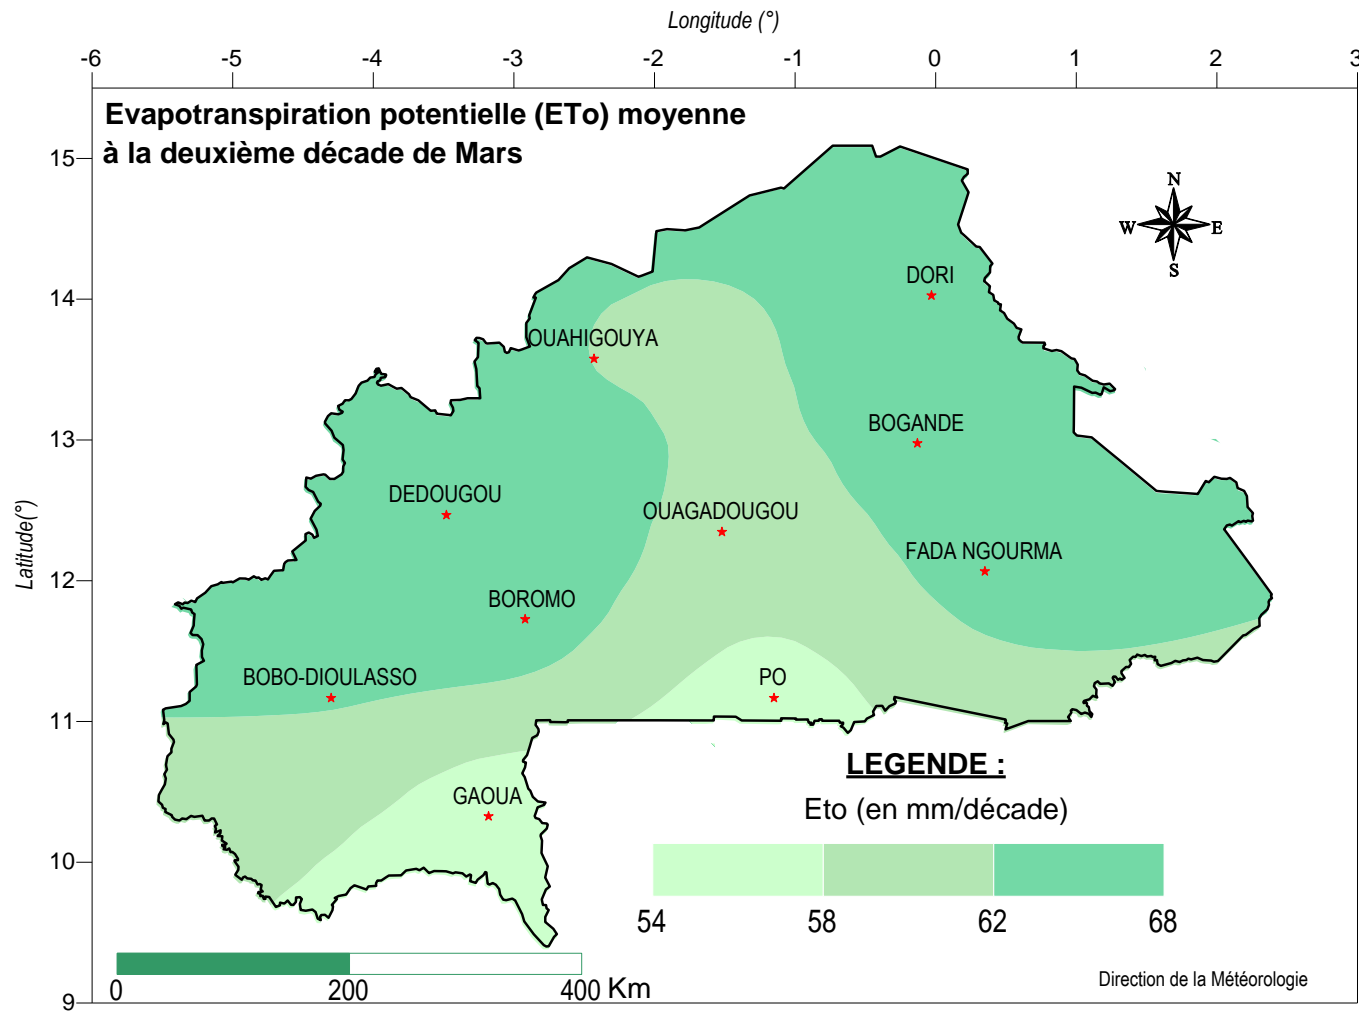 Longitude (°)
-6 -5 -4 -3 -2 -1 0 1 2 3
Evapotranspiration potentielle (ETo) moyenne
à la deuxième décade de Mars
15
N
W E
S
DORI
14
OUAHIGOUYA
BOGANDE
13
DEDOUGOU
OUAGADOUGOU
Latitude(°)
FADA NGOURMA
12
BOROMO
BOBO-DIOULASSO
PO
11
LEGENDE :
GAOUA
Eto (en mm/décade)
10
54 58 62 68
Direction de la Météorologie
0 200 400 Km
9